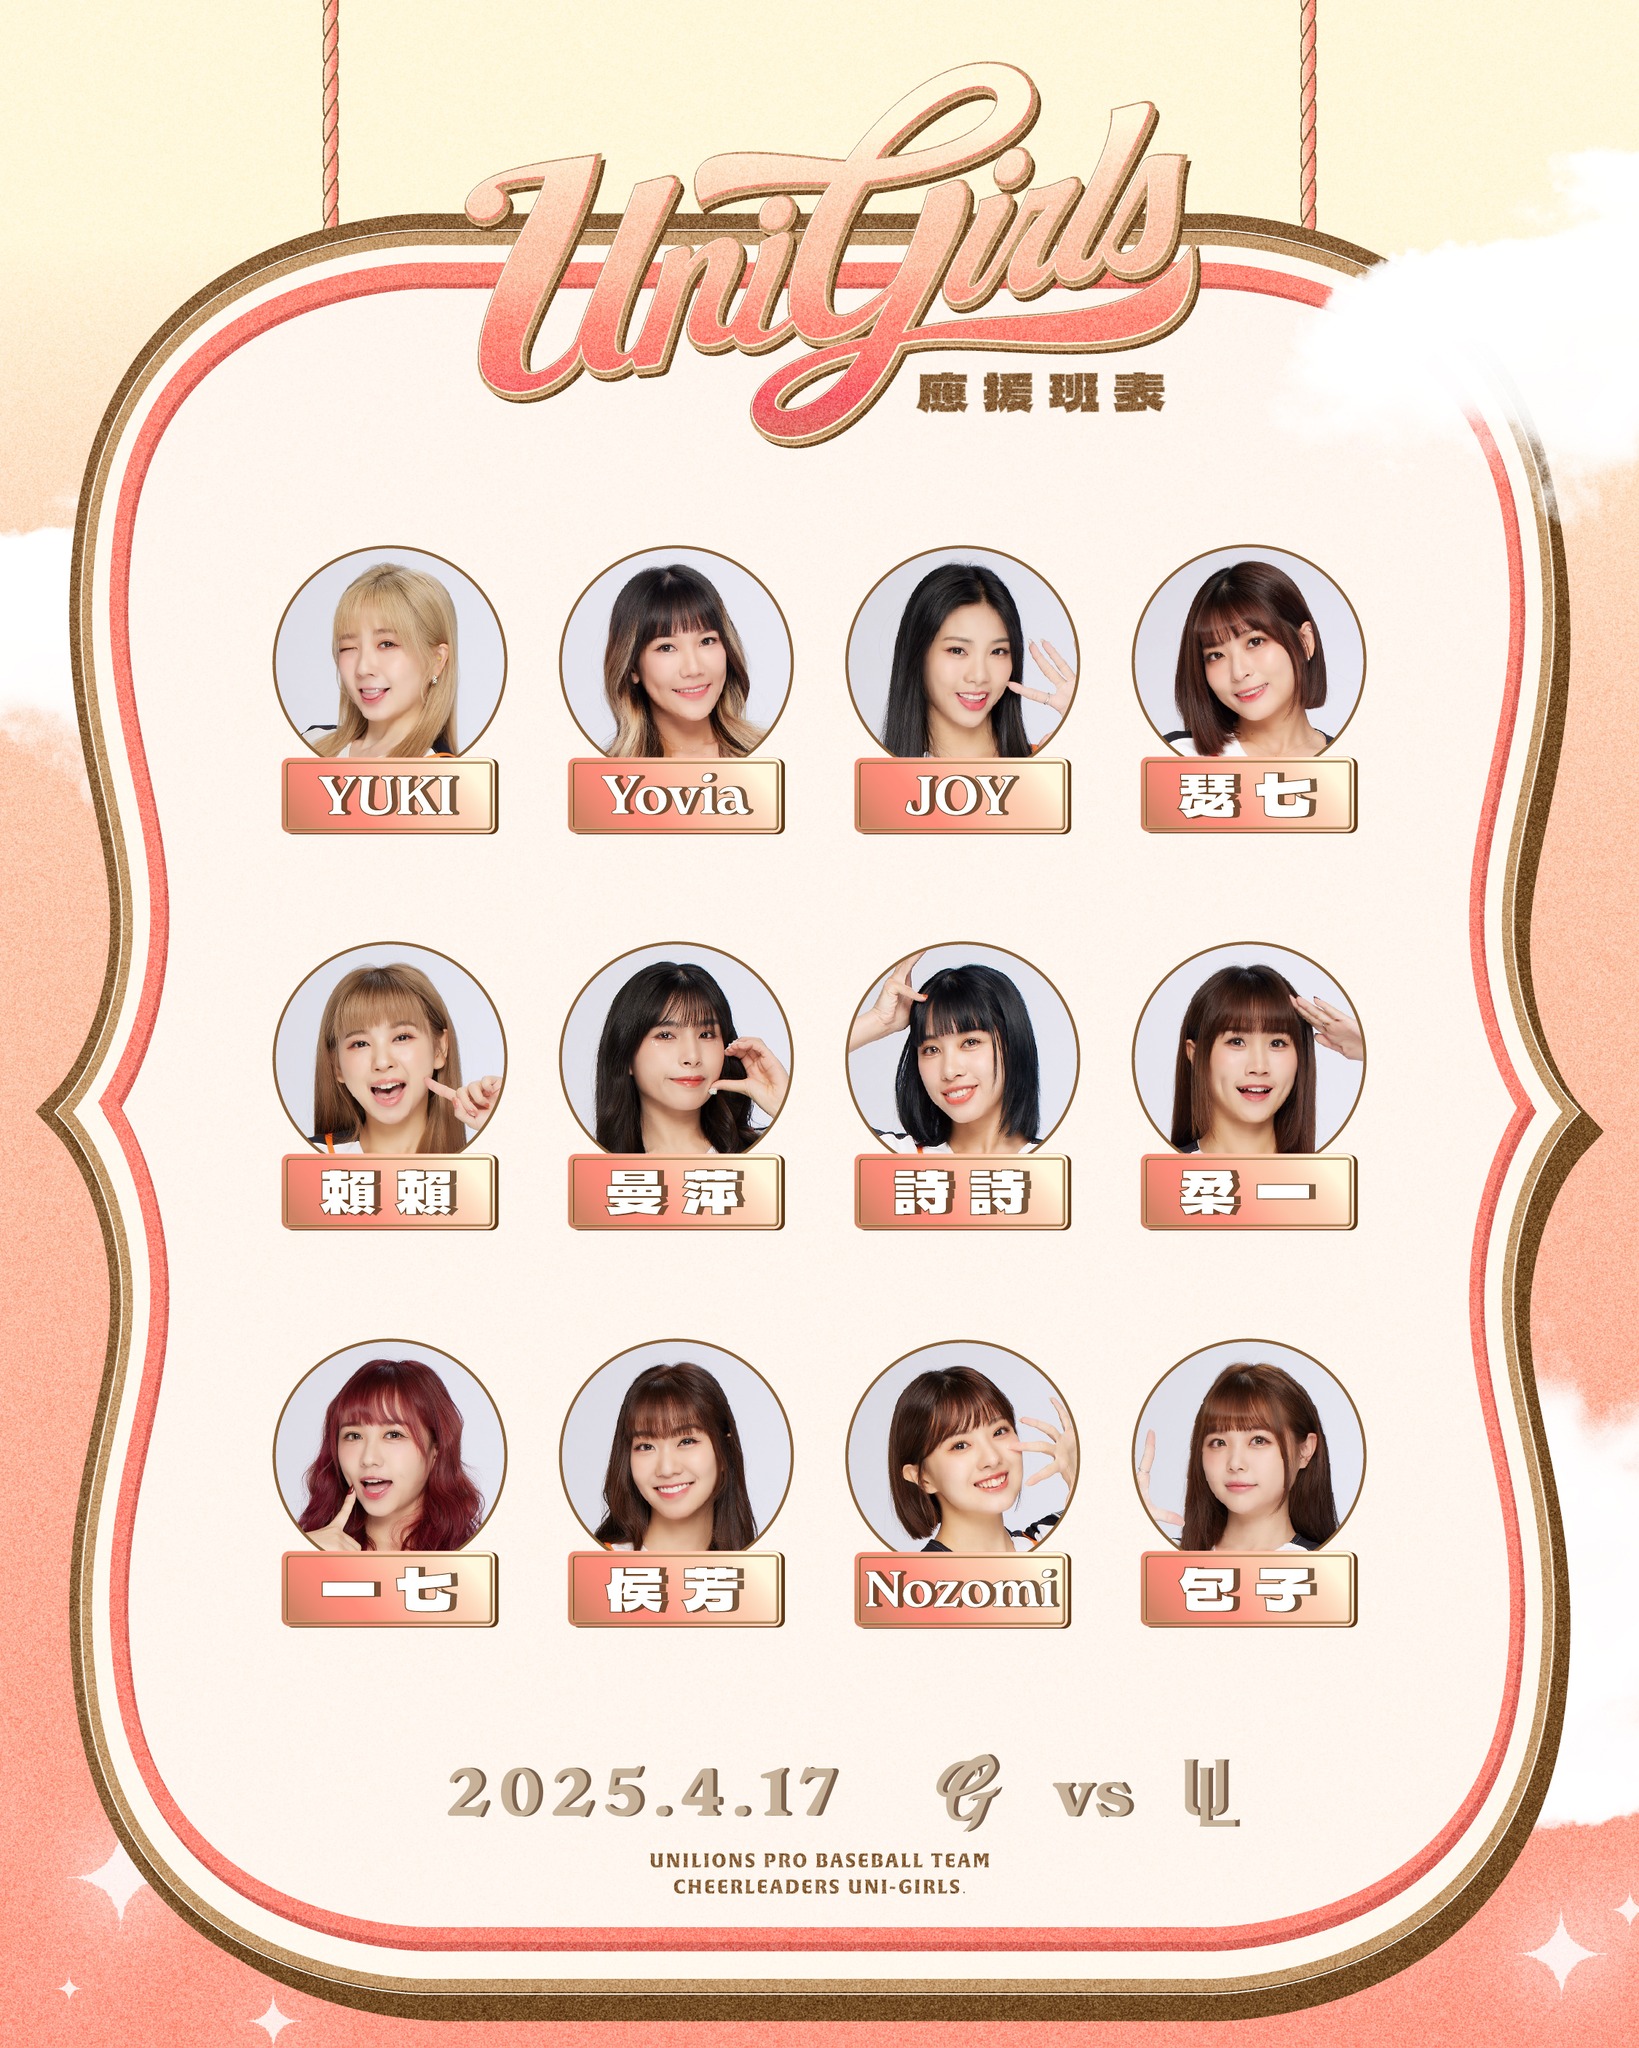 UniGirls
應援班表
YUKI
Yovia
JOY
瑟七
賴賴
曼萍
詩詩
柔一
一七
侯芳
Nozomi
包子
2025.4.17 G vs UL
UNILIONS PRO BASEBALL TEAM
CHEERLEADERS UNI-GIRLS.